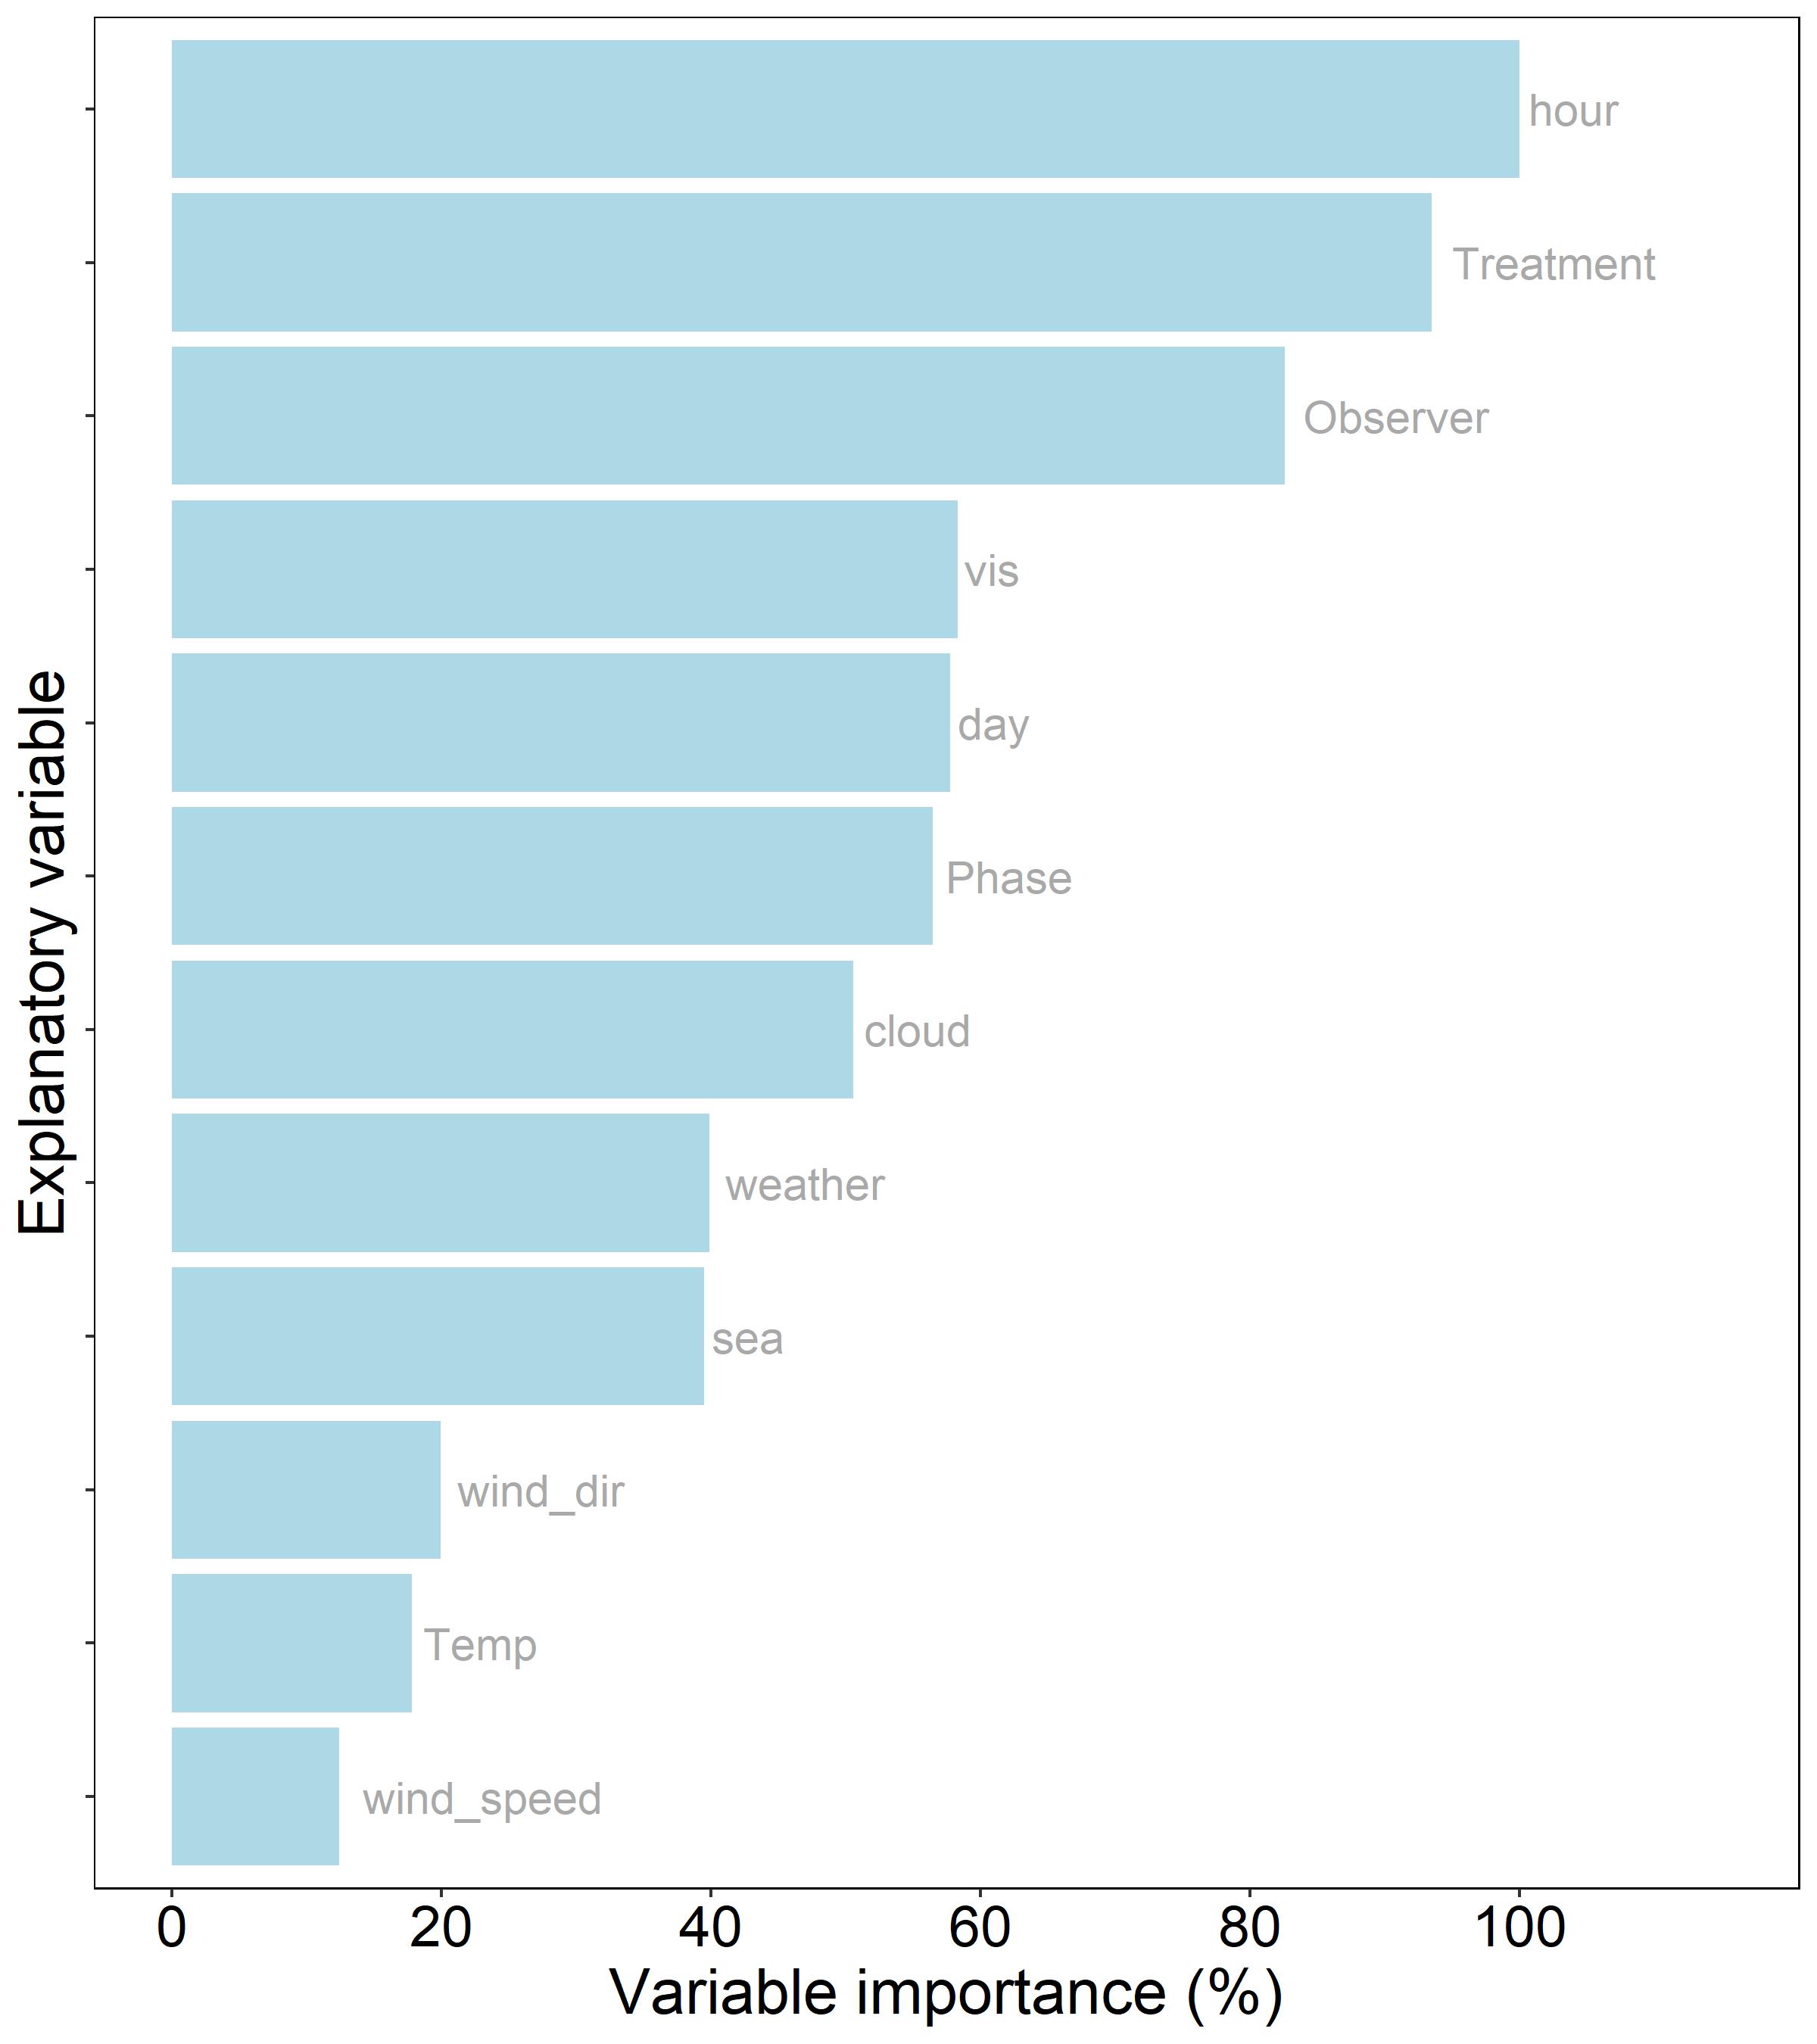 hour
Treatment
Observer
vis
day
Phase
cloud
weather
sea
wind_dir
Temp
wind_speed
Explanatory variable
0 20 40 60 80 100
Variable importance (%)